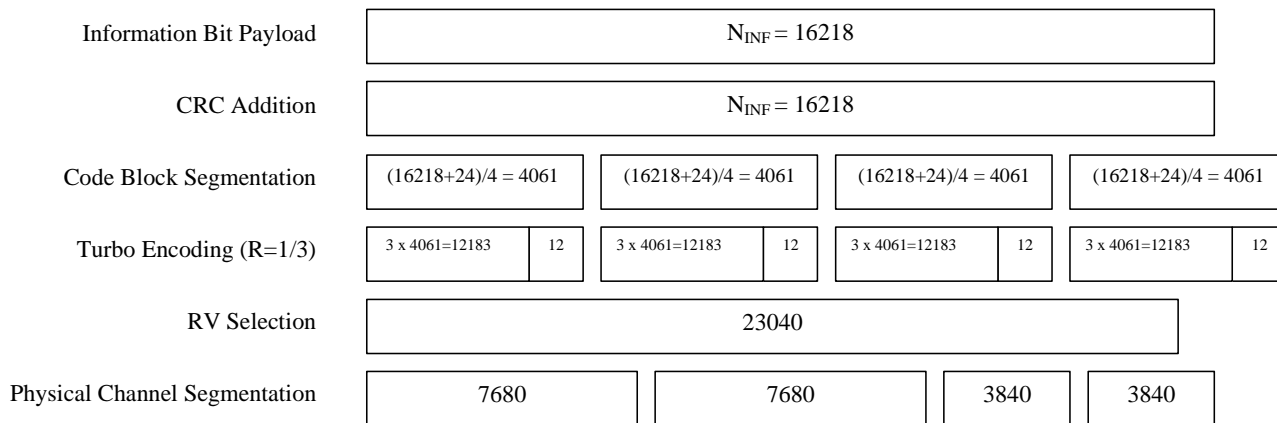 Information Bit Payload N_INF = 16218
CRC Addition N_INF = 16218
Code Block Segmentation (16218+24)/4 = 4061 (16218+24)/4 = 4061 (16218+24)/4 = 4061 (16218+24)/4 = 4061
Turbo Encoding (R=1/3) 3 x 4061=12183 12 3 x 4061=12183 12 3 x 4061=12183 12 3 x 4061=12183 12
RV Selection 23040
Physical Channel Segmentation 7680 7680 3840 3840